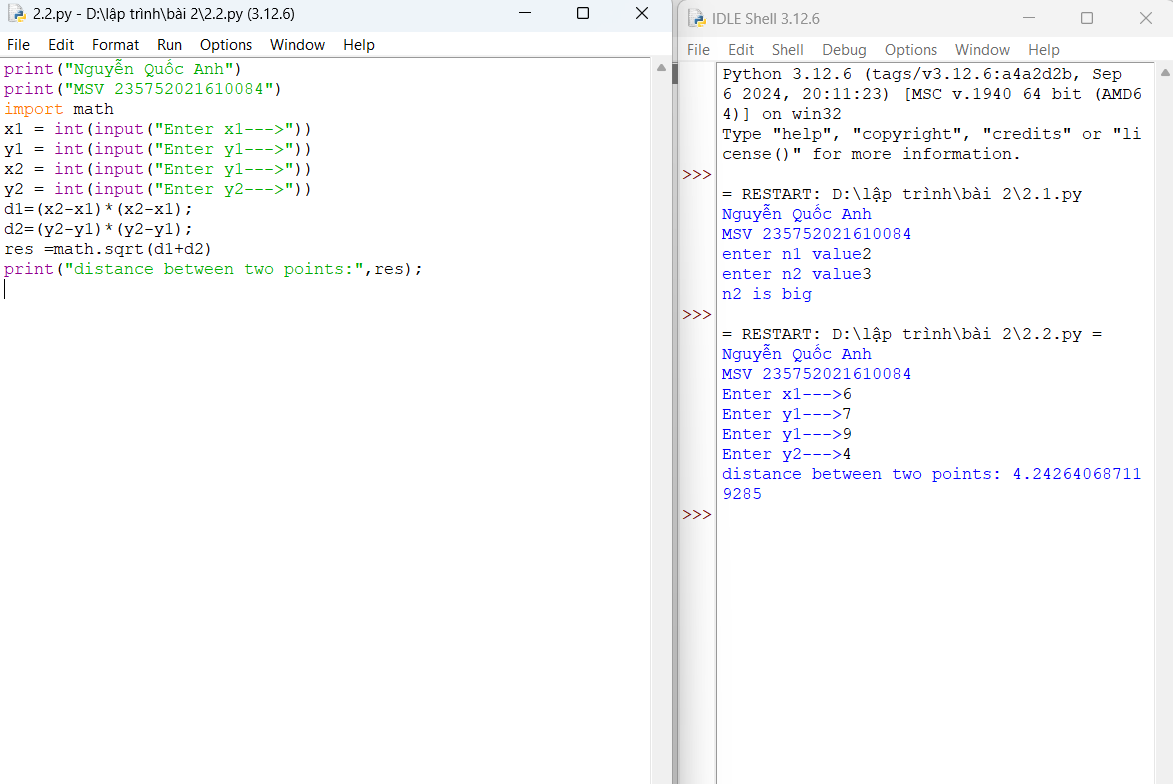 2.2.py - D:\lập trình\bài 2\2.2.py (3.12.6)
File Edit Format Run Options Window Help
print("Nguyễn Quốc Anh")
print("MSV 235752021610084")
import math
x1 = int(input("Enter x1--->"))
y1 = int(input("Enter y1--->"))
x2 = int(input("Enter y1--->"))
y2 = int(input("Enter y2--->"))
d1=(x2-x1)*(x2-x1);
d2=(y2-y1)*(y2-y1);
res =math.sqrt(d1+d2)
print("distance between two points:",res);
IDLE Shell 3.12.6
File Edit Shell Debug Options Window Help
Python 3.12.6 (tags/v3.12.6:a4a2d2b, Sep
6 2024, 20:11:23) [MSC v.1940 64 bit (AMD6
4)] on win32
Type "help", "copyright", "credits" or "li
cense()" for more information.
>>>
= RESTART: D:\lập trình\bài 2\2.1.py
Nguyễn Quốc Anh
MSV 235752021610084
enter n1 value2
enter n2 value3
n2 is big
>>>
= RESTART: D:\lập trình\bài 2\2.2.py =
Nguyễn Quốc Anh
MSV 235752021610084
Enter x1--->6
Enter y1--->7
Enter y1--->9
Enter y2--->4
distance between two points: 4.24264068711
9285
>>>